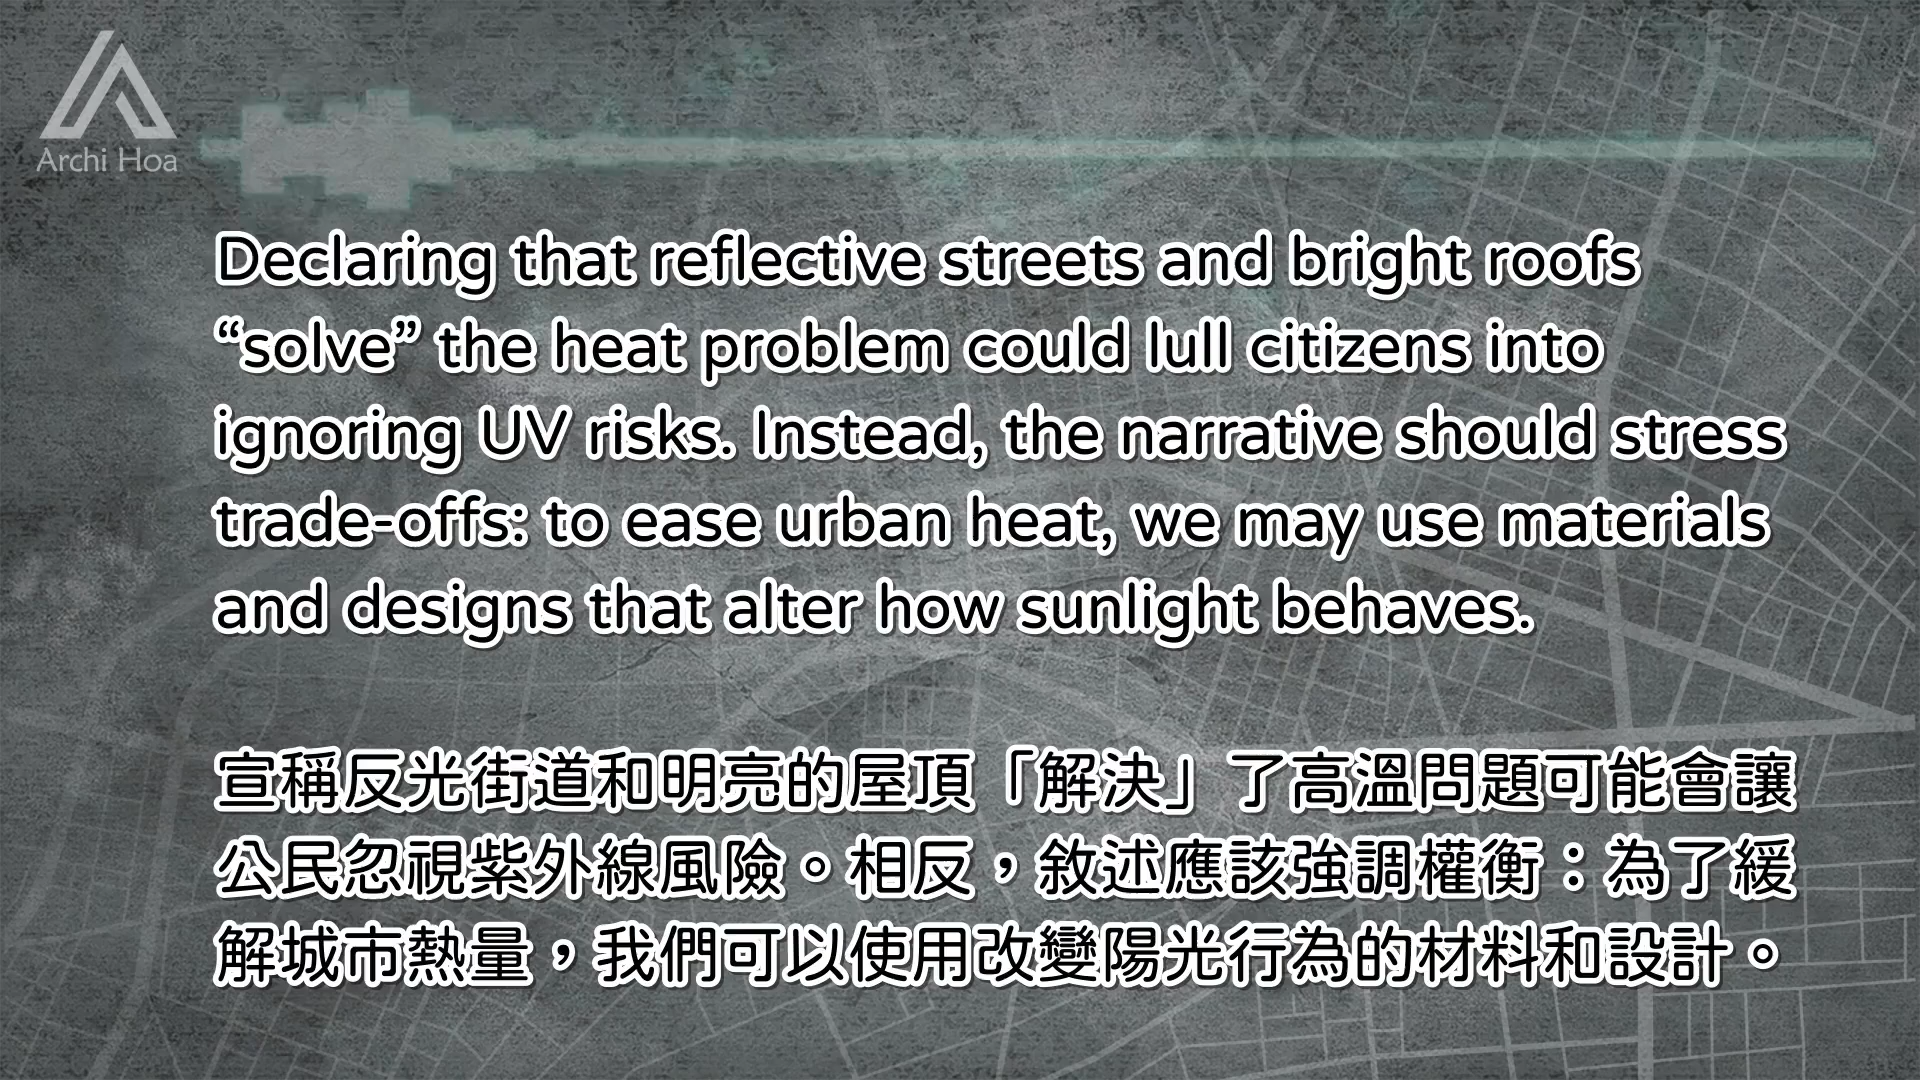 Archi Hoa
Declaring that reflective streets and bright roofs
“solve” the heat problem could lull citizens into
ignoring UV risks. Instead, the narrative should stress
trade-offs: to ease urban heat, we may use materials
and designs that alter how sunlight behaves.
宣稱反光街道和明亮的屋頂「解決」了高溫問題可能會讓
公民忽視紫外線風險。相反，敘述應該強調權衡：為了緩
解城市熱量，我們可以使用改變陽光行為的材料和設計。